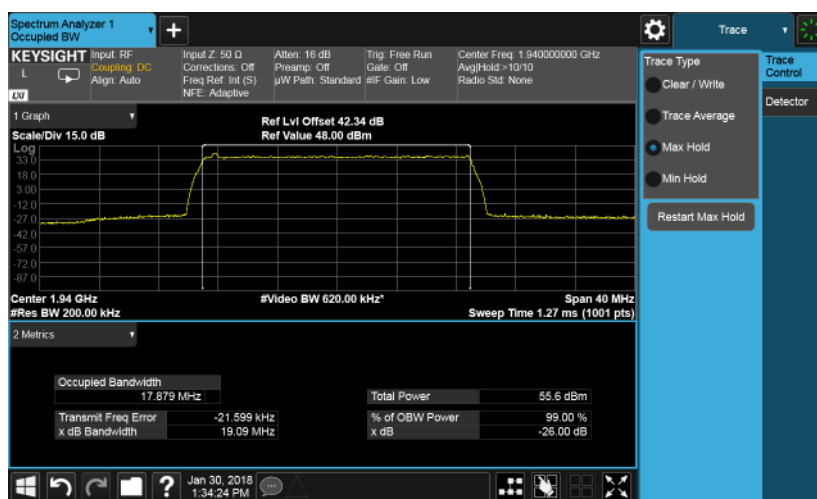 Spectrum Analyzer 1
Occupied BW
+
Trace
KEYSIGHT
L
LXI
Input: RF
Coupling: DC
Align: Auto
Input Z: 50 Ω
Corrections: Off
Freq Ref: Int (S)
NFE: Adaptive
Atten: 16 dB
Preamp: Off
µW Path: Standard
Trig: Free Run
Gate: Off
#IF Gain: Low
Center Freq: 1.940000000 GHz
Avg|Hold:>10/10
Radio Std: None
1 Graph
Scale/Div 15.0 dB
Ref Lvl Offset 42.34 dB
Ref Value 48.00 dBm
Log
33.0
18.0
3.00
-12.0
-27.0
-42.0
-57.0
-72.0
-87.0
Center 1.94 GHz
#Res BW 200.00 kHz
#Video BW 620.00 kHz*
Span 40 MHz
Sweep Time 1.27 ms (1001 pts)
2 Metrics
Occupied Bandwidth
17.879 MHz
Transmit Freq Error -21.599 kHz
x dB Bandwidth 19.09 MHz
Total Power 55.6 dBm
% of OBW Power 99.00 %
x dB -26.00 dB
?
Jan 30, 2018
1:34:24 PM
Trace Type
Clear / Write
Trace Average
Max Hold
Min Hold
Restart Max Hold
Trace
Control
Detector